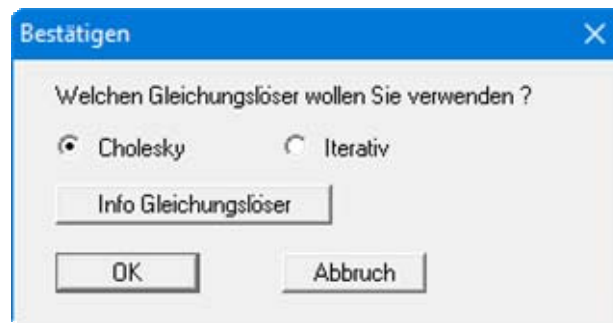 Bestätigen
Welchen Gleichungslöser wollen Sie verwenden ?
Cholesky Iterativ
Info Gleichungslöser
OK Abbruch